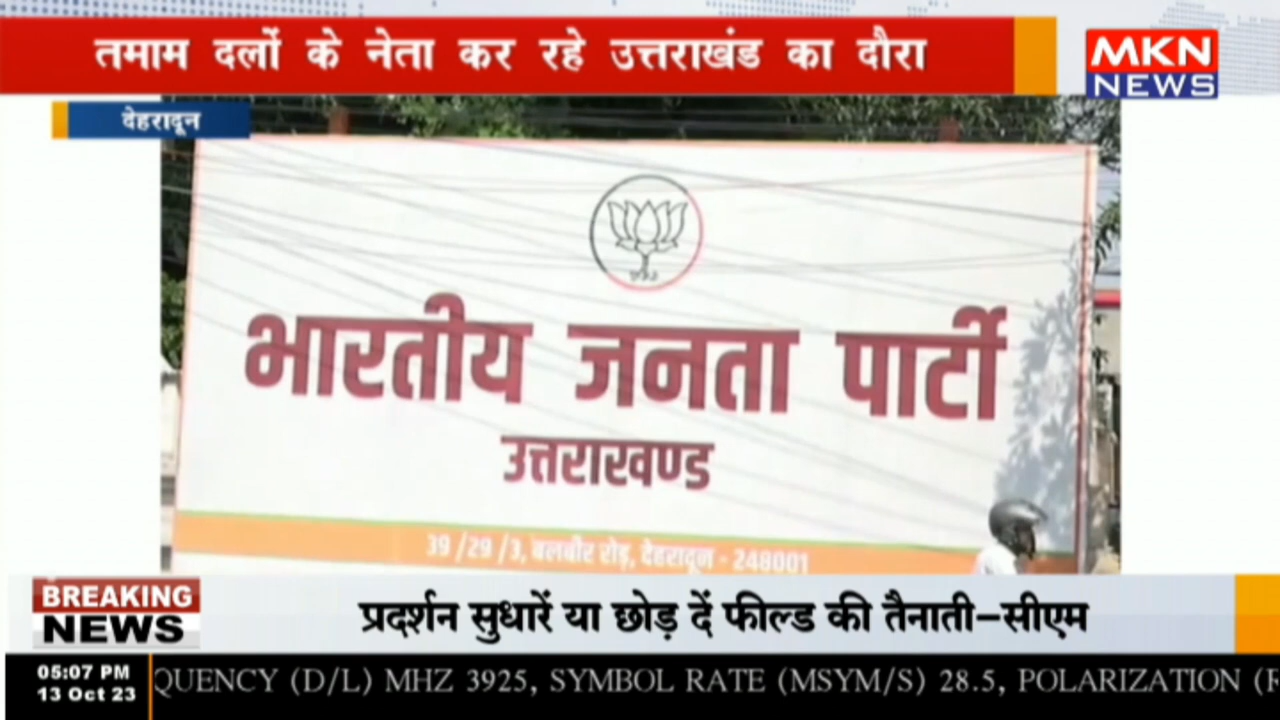 तमाम दलों के नेता कर रहे उत्तराखंड का दौरा
MKN
NEWS
देहरादून
भारतीय जनता पार्टी
उत्तराखण्ड
39/29/3, बलबीर रोड़, देहरादून - 248001
BREAKING
NEWS
प्रदर्शन सुधारें या छोड़ दें फील्ड की तैनाती-सीएम
05:07 PM
13 Oct 23
QUENCY (D/L) MHZ 3925, SYMBOL RATE (MSYM/S) 28.5, POLARIZATION (